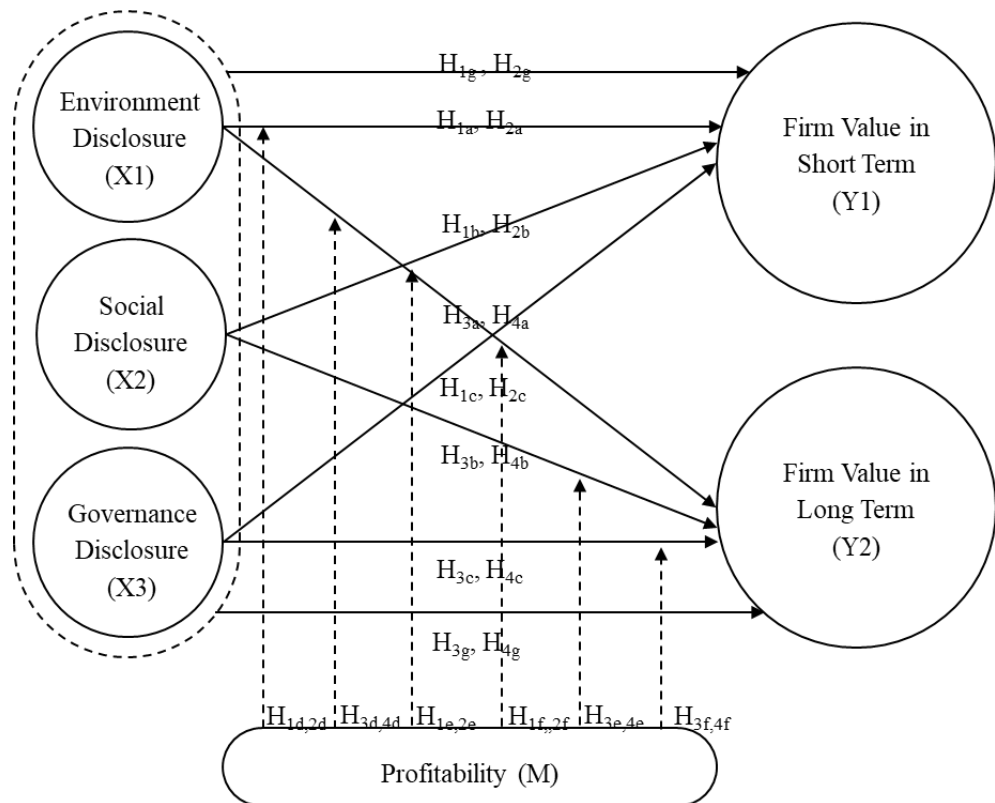 H1g, H2g
Environment
Disclosure
(X1)
H1a, H2a
Firm Value in
Short Term
(Y1)
H1b, H2b
Social
Disclosure
(X2)
H3a, H4a
H1c, H2c
H3b, H4b
Firm Value in
Long Term
(Y2)
Governance
Disclosure
(X3)
H3c, H4c
H3g, H4g
H1d,2d
H3d,4d
H1e,2e
H1f,,2f
H3e,4e
H3f,4f
Profitability (M)